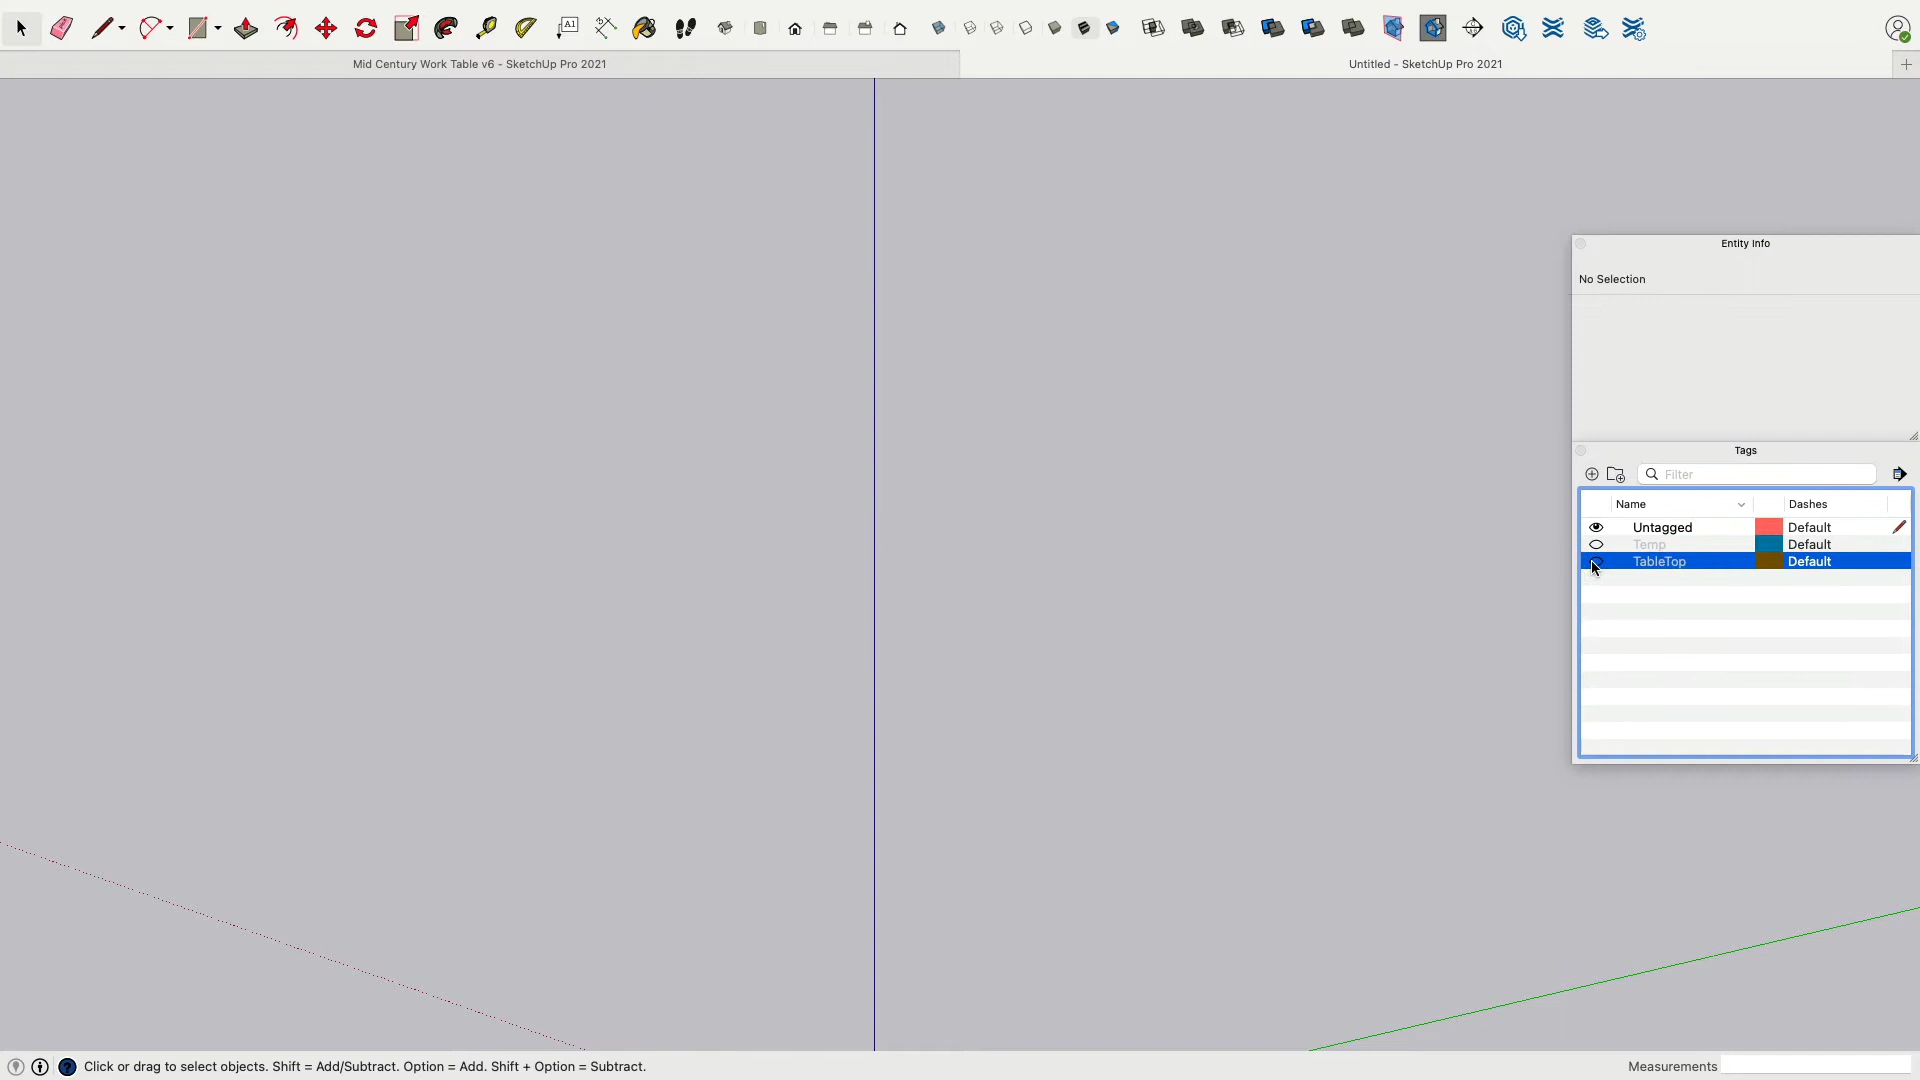 A1
Mid Century Work Table v6 - SketchUp Pro 2021
Untitled - SketchUp Pro 2021
Entity Info
No Selection
Tags
Filter
Name
Dashes
Untagged
Default
Temp
Default
TableTop
Default
Click or drag to select objects. Shift = Add/Subtract. Option = Add. Shift + Option = Subtract.
Measurements